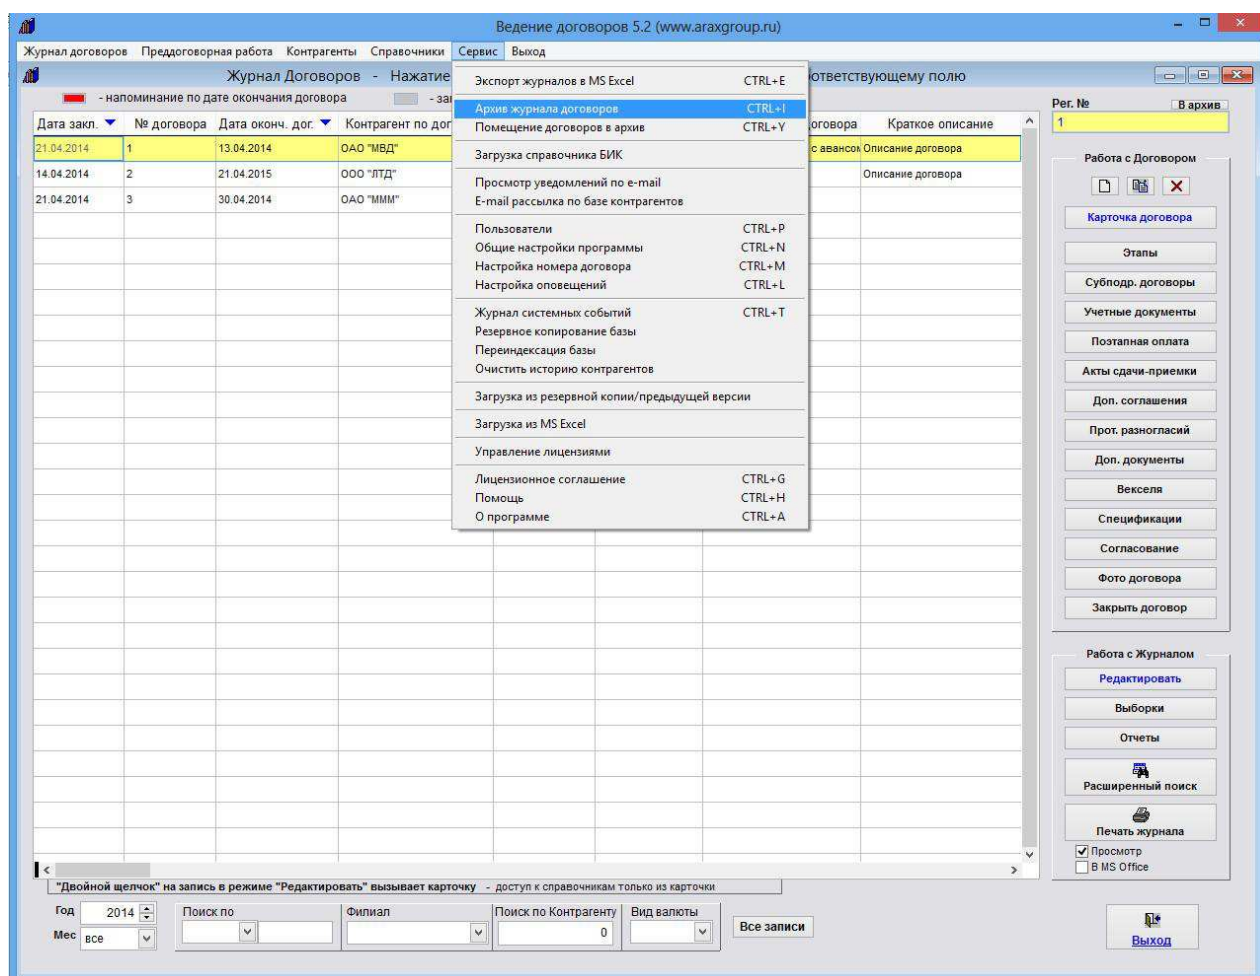 Ведение договоров 5.2 (www.araxgroup.ru)
Журнал договоров Преддоговорная работа Контрагенты Справочники Сервис Выход
Журнал Договоров - Нажатие
ответствующему полю
- напоминание по дате окончания договора
Рег. № В архив
1
Дата закл. № договора Дата оконч. дог. Контрагент по дог
оговора Краткое описание
21.04.2014 1 13.04.2014 ОАО "МВД" с авансом Описание договора
14.04.2014 2 21.04.2015 ООО "ЛТД" Описание договора
21.04.2014 3 30.04.2014 ОАО "МММ"
Экспорт журналов в MS Excel CTRL+E
Архив журнала договоров CTRL+I
Помещение договоров в архив CTRL+Y
Загрузка справочника БИК
Просмотр уведомлений по e-mail
E-mail рассылка по базе контрагентов
Пользователи CTRL+P
Общие настройки программы CTRL+N
Настройка номера договора CTRL+M
Настройка оповещений CTRL+L
Журнал системных событий CTRL+T
Резервное копирование базы
Переиндексация базы
Очистить историю контрагентов
Загрузка из резервной копии/предыдущей версии
Загрузка из MS Excel
Управление лицензиями
Лицензионное соглашение CTRL+G
Помощь CTRL+H
О программе CTRL+A
Работа с Договором
Карточка договора
Этапы
Субподр. договоры
Учетные документы
Поэтапная оплата
Акты сдачи-приемки
Доп. соглашения
Прот. разногласий
Доп. документы
Векселя
Спецификации
Согласование
Фото договора
Закрыть договор
Работа с Журналом
Редактировать
Выборки
Отчеты
Расширенный поиск
Печать журнала
Просмотр
В MS Office
"Двойной щелчок" на запись в режиме "Редактировать" вызывает карточку - доступ к справочникам только из карточки
Год 2014 Поиск по Филиал Поиск по Контрагенту Вид валюты
Мес все 0 Все записи
Выход